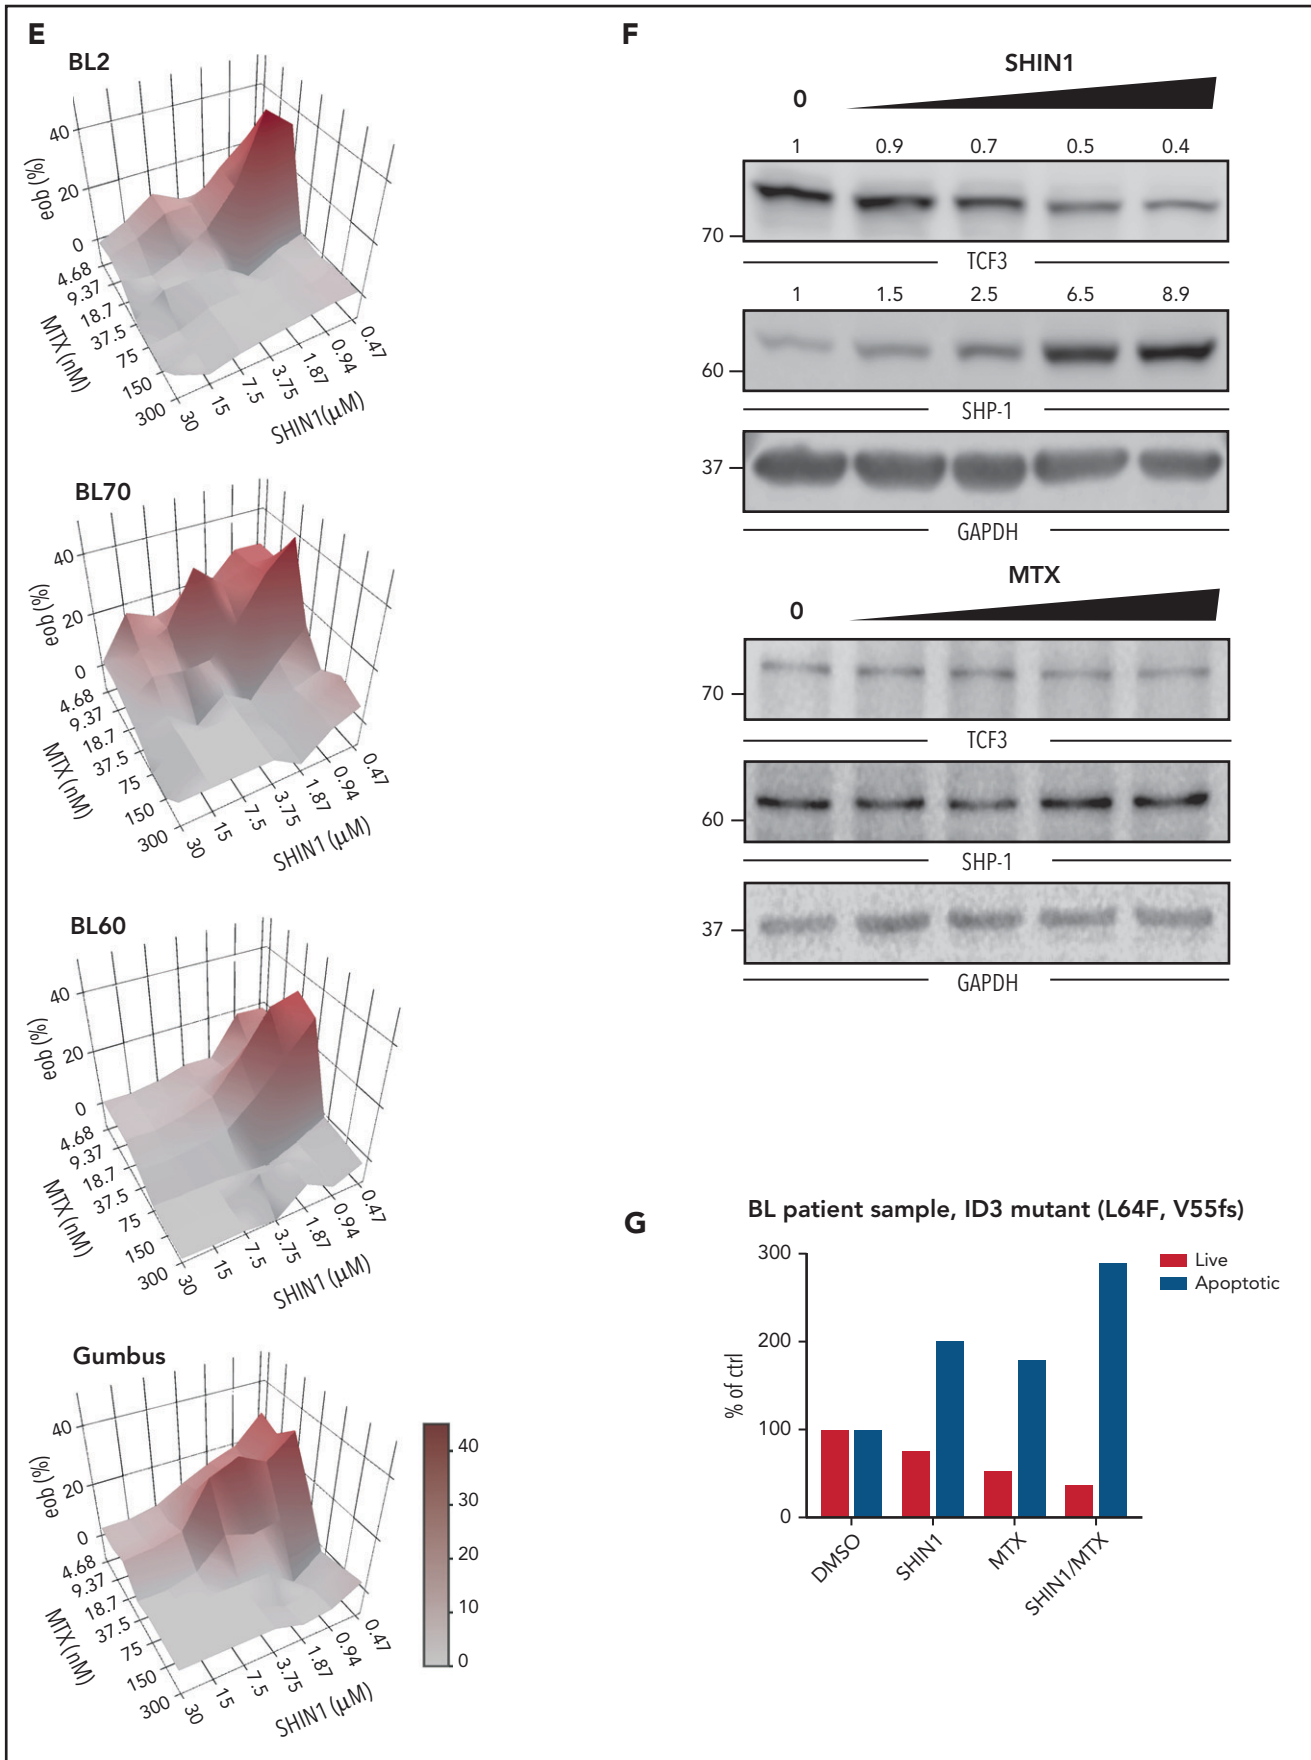 E
BL2
40
20
0
eob (%)
4.68
9.37
18.7
37.5
75
150
300
MTX (nM)
30
15
7.5
3.75
1.87
0.94
0.47
SHIN1(μM)
BL70
40
20
0
eob (%)
4.68
9.37
18.7
37.5
75
150
300
MTX (nM)
30
15
7.5
3.75
1.87
0.94
0.47
SHIN1 (μM)
BL60
40
20
0
eob (%)
4.68
9.37
18.7
37.5
75
150
300
MTX (nM)
30
15
7.5
3.75
1.87
0.94
0.47
SHIN1 (μM)
Gumbus
40
20
0
eob (%)
4.68
9.37
18.7
37.5
75
150
300
MTX (nM)
30
15
7.5
3.75
1.87
0.94
0.47
SHIN1 (μM)
40
30
20
10
0
F
SHIN1
0
1 0.9 0.7 0.5 0.4
70
TCF3
1 1.5 2.5 6.5 8.9
60
SHP-1
37
GAPDH
MTX
0
70
TCF3
60
SHP-1
37
GAPDH
G
BL patient sample, ID3 mutant (L64F, V55fs)
300
200
100
0
% of ctrl
Live
Apoptotic
DMSO
SHIN1
MTX
SHIN1/MTX